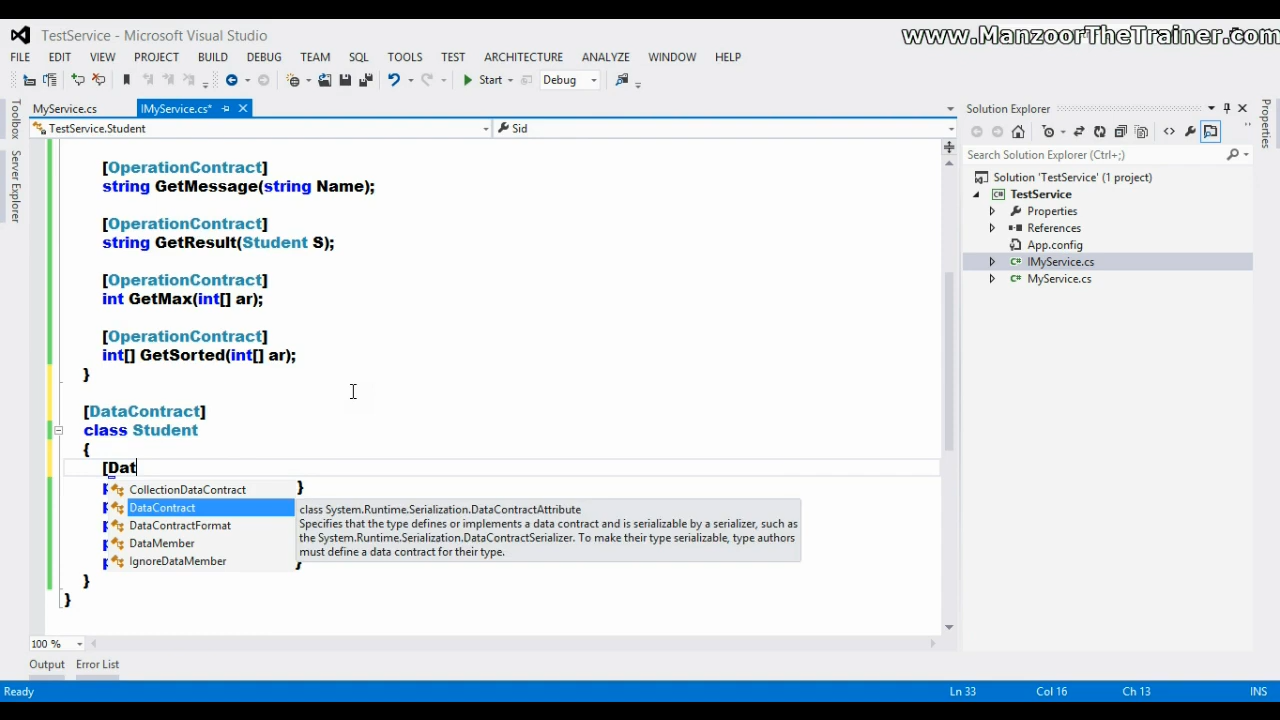 TestService - Microsoft Visual Studio
www.ManzoorTheTrainer.com
FILE EDIT VIEW PROJECT BUILD DEBUG TEAM SQL TOOLS TEST ARCHITECTURE ANALYZE WINDOW HELP
Start Debug
MyService.cs IMyService.cs*
TestService.Student Sid
[OperationContract]
string GetMessage(string Name);
[OperationContract]
string GetResult(Student S);
[OperationContract]
int GetMax(int[] ar);
[OperationContract]
int[] GetSorted(int[] ar);
}
[DataContract]
class Student
{
[Dat
}
CollectionDataContract
DataContract
DataContractFormat
DataMember
IgnoreDataMember
class System.Runtime.Serialization.DataContractAttribute
Specifies that the type defines or implements a data contract and is serializable by a serializer, such as
the System.Runtime.Serialization.DataContractSerializer. To make their type serializable, type authors
must define a data contract for their type.
}
}
100 %
Output Error List
Ready Ln 33 Col 16 Ch 13 INS
Toolbox
Server Explorer
Solution Explorer
Search Solution Explorer (Ctrl+;)
Solution 'TestService' (1 project)
TestService
Properties
References
App.config
IMyService.cs
MyService.cs
Properties